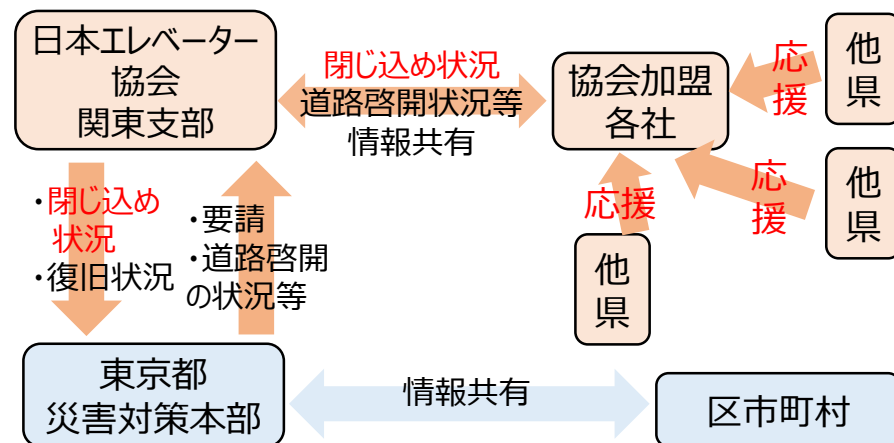 日本エレベーター
協会
関東支部
閉じ込め状況
道路啓開状況等
情報共有
協会加盟
各社
応
援
他
県
応
援
他
県
応援
他
県
・閉じ込め
状況
・復旧状況
・要請
・道路啓開
の状況等
東京都
災害対策本部
情報共有
区市町村